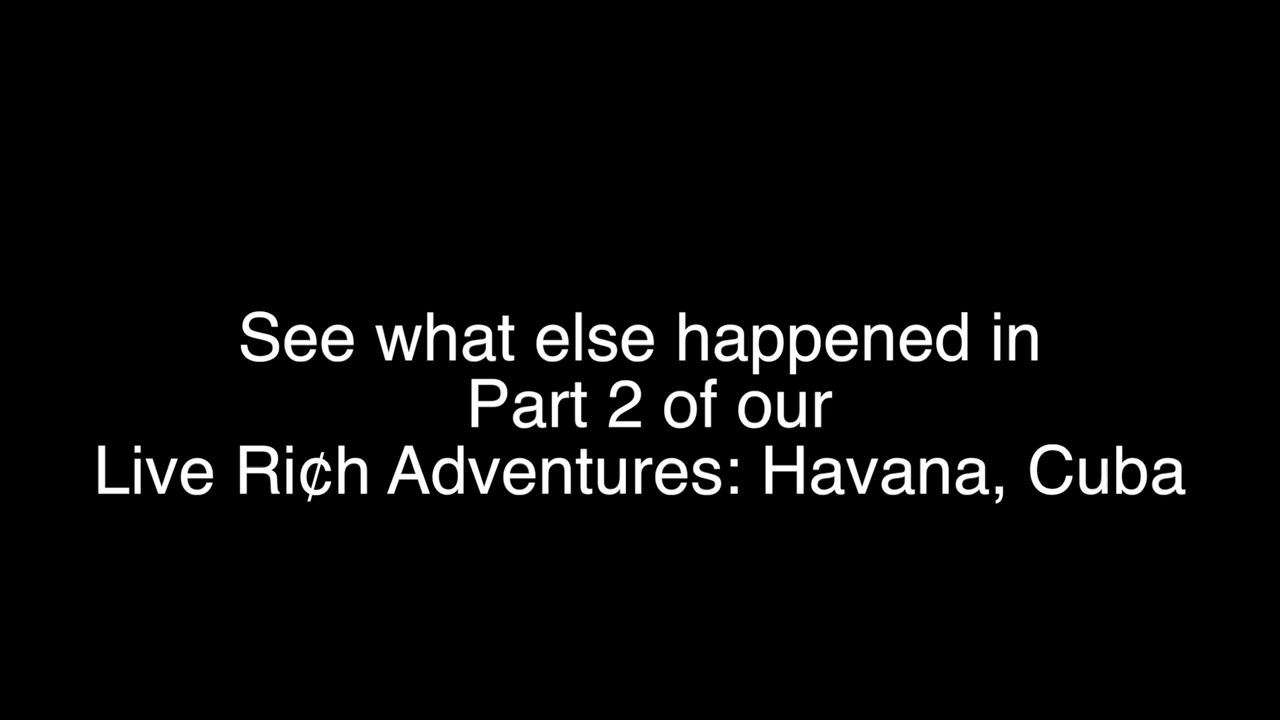 See what else happened in
Part 2 of our
Live Ri¢h Adventures: Havana, Cuba